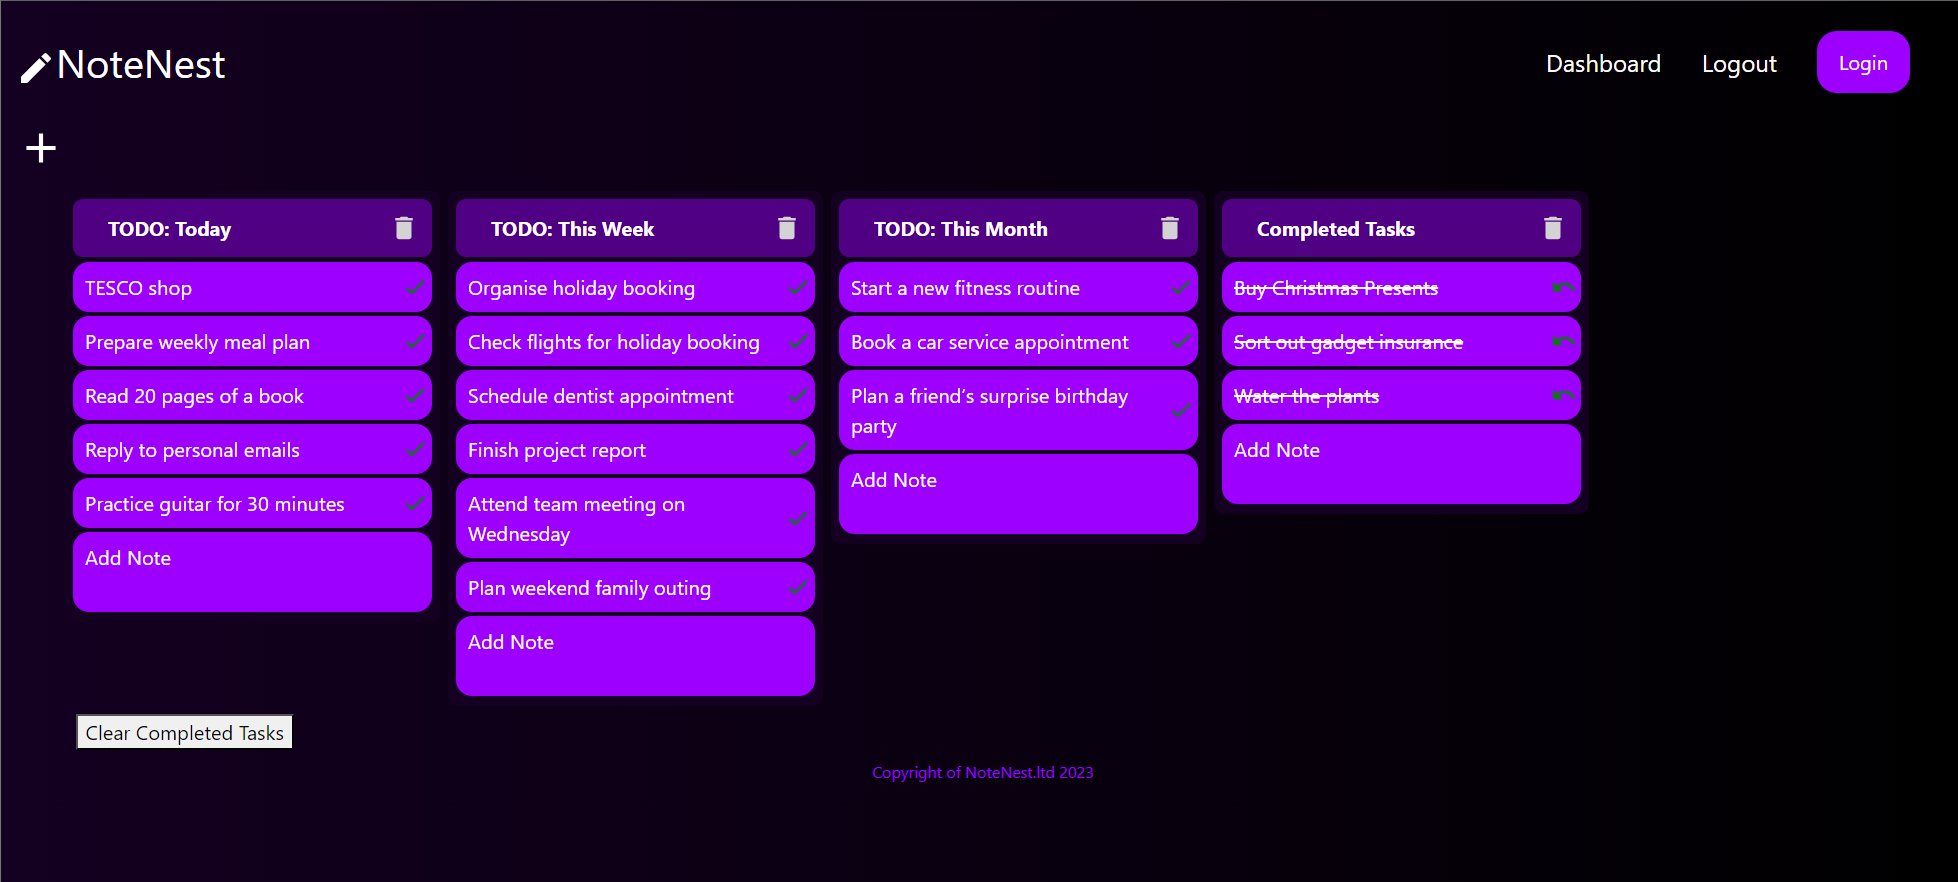 NoteNest
Dashboard
Logout
Login
TODO: Today
TESCO shop
Prepare weekly meal plan
Read 20 pages of a book
Reply to personal emails
Practice guitar for 30 minutes
Add Note
TODO: This Week
Organise holiday booking
Check flights for holiday booking
Schedule dentist appointment
Finish project report
Attend team meeting on
Wednesday
Plan weekend family outing
Add Note
TODO: This Month
Start a new fitness routine
Book a car service appointment
Plan a friend’s surprise birthday
party
Add Note
Completed Tasks
Buy Christmas Presents
Sort out gadget insurance
Water the plants
Add Note
Clear Completed Tasks
Copyright of NoteNest.ltd 2023